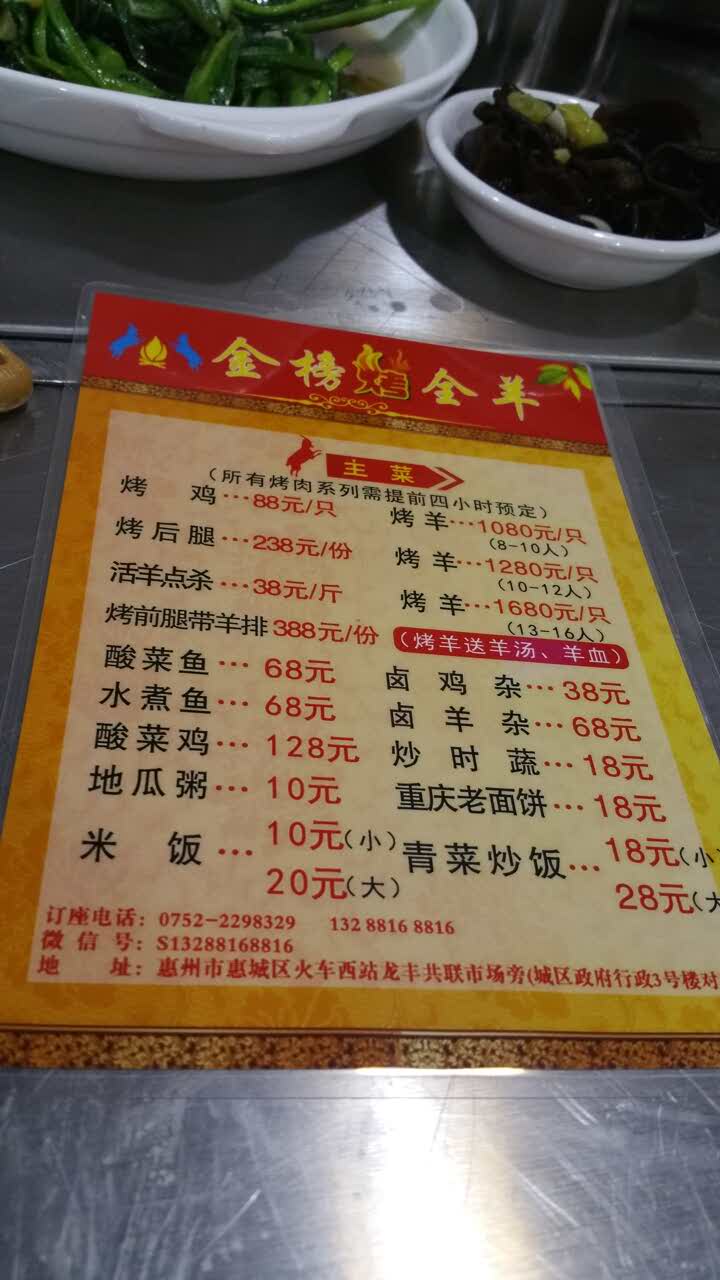 金榜烤全羊
主菜
（所有烤肉系列需提前四小时预定）
烤鸡…88元/只
烤后腿…238元/份
活羊点杀…38元/斤
烤前腿带羊排388元/份
酸菜鱼…68元
水煮鱼…68元
酸菜鸡…128元
地瓜粥…10元
米饭…10元（小）
20元（大）
烤羊…1080元/只
（8-10人）
烤羊…1280元/只
（10-12人）
烤羊…1680元/只
（13-16人）
（烤羊送羊汤、羊血）
卤鸡杂…38元
卤羊杂…68元
炒时蔬…18元
重庆老面饼…18元
青菜炒饭…18元（小
28元（大
订座电话：0752-2298329 132 8816 8816
微信号：S13288168816
地址：惠州市惠城区火车西站龙丰共联市场旁(城区政府行政3号楼对